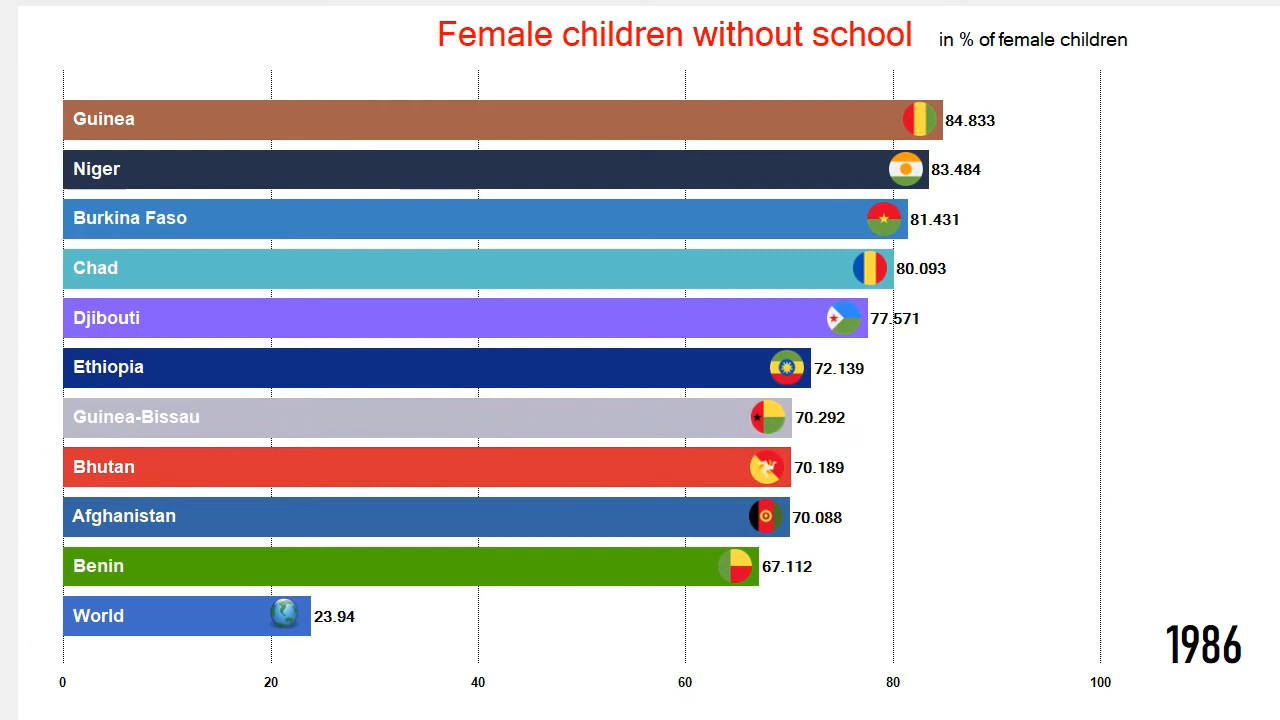 Female children without school in % of female children
Guinea 84.833
Niger 83.484
Burkina Faso 81.431
Chad 80.093
Djibouti 77.571
Ethiopia 72.139
Guinea-Bissau 70.292
Bhutan 70.189
Afghanistan 70.088
Benin 67.112
World 23.94
1986
0 20 40 60 80 100